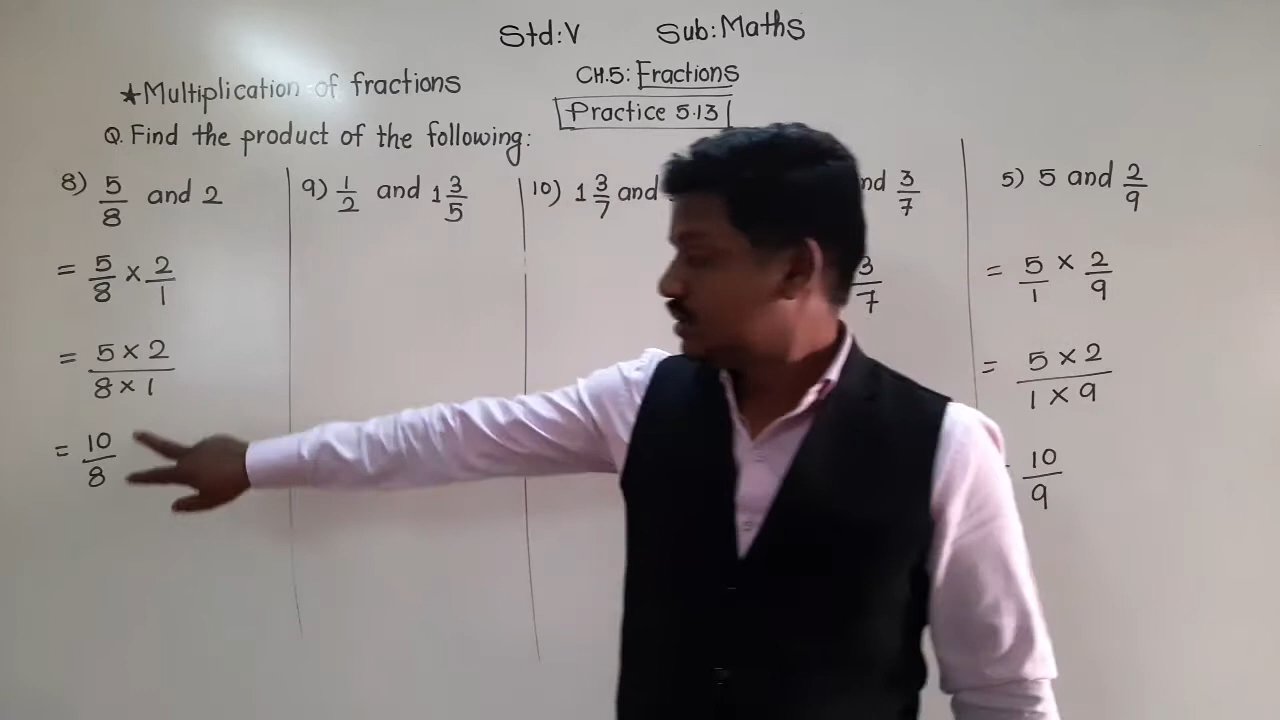 Std:V Sub:Maths
CH.5: Fractions
★Multiplication of fractions
Practice 5.13
Q. Find the product of the following:
8) 5/8 and 2
= 5/8 × 2/1
= 5 × 2 / 8 × 1
= 10/8
9) 1/2 and 1 3/5
10) 1 3/7 and
nd 3/7
3/7
5) 5 and 2/9
= 5/1 × 2/9
= 5 × 2 / 1 × 9
10/9